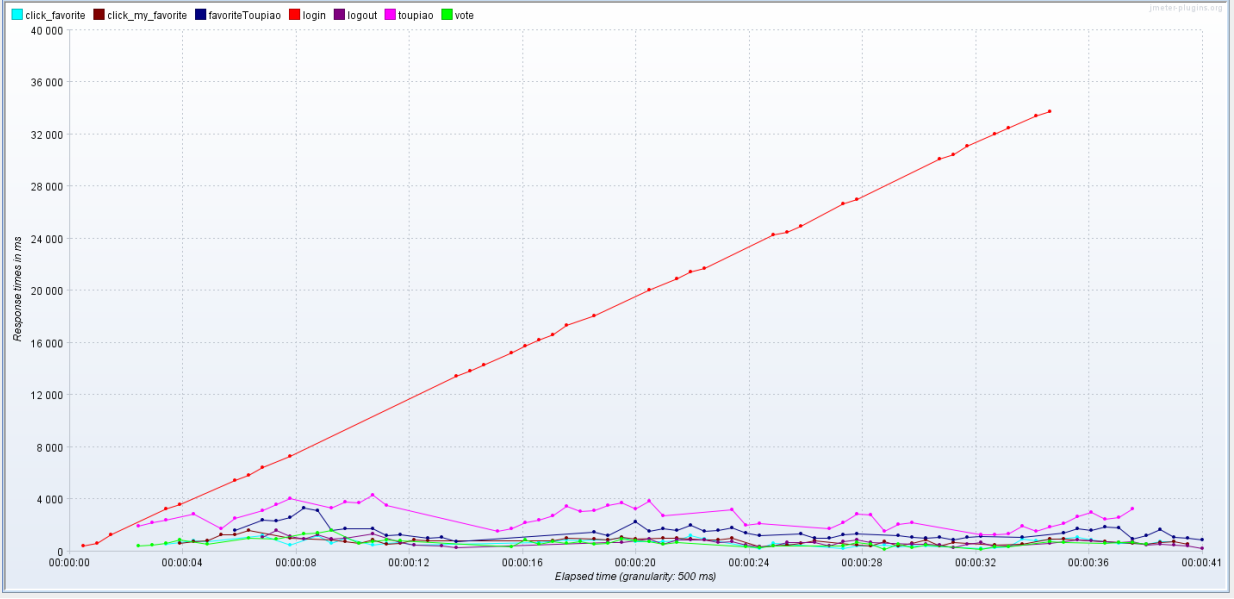 click_favorite click_my_favorite favoriteToupiao login logout toupiao vote
jmeter-plugins.org
40 000
36 000
32 000
28 000
24 000
20 000
16 000
12 000
8 000
4 000
0
Response times in ms
00:00:00 00:00:04 00:00:08 00:00:12 00:00:16 00:00:20 00:00:24 00:00:28 00:00:32 00:00:36 00:00:41
Elapsed time (granularity: 500 ms)